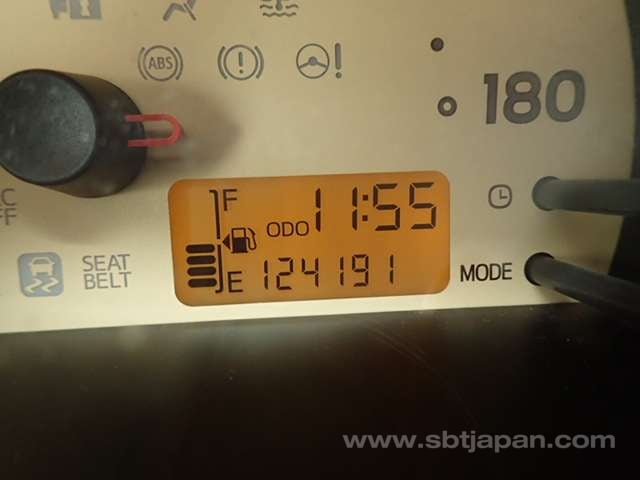 ABS
!
!
180
F
11:55
ODO
E 124191
MODE
SEAT
BELT
FF
www.sbtjapan.com